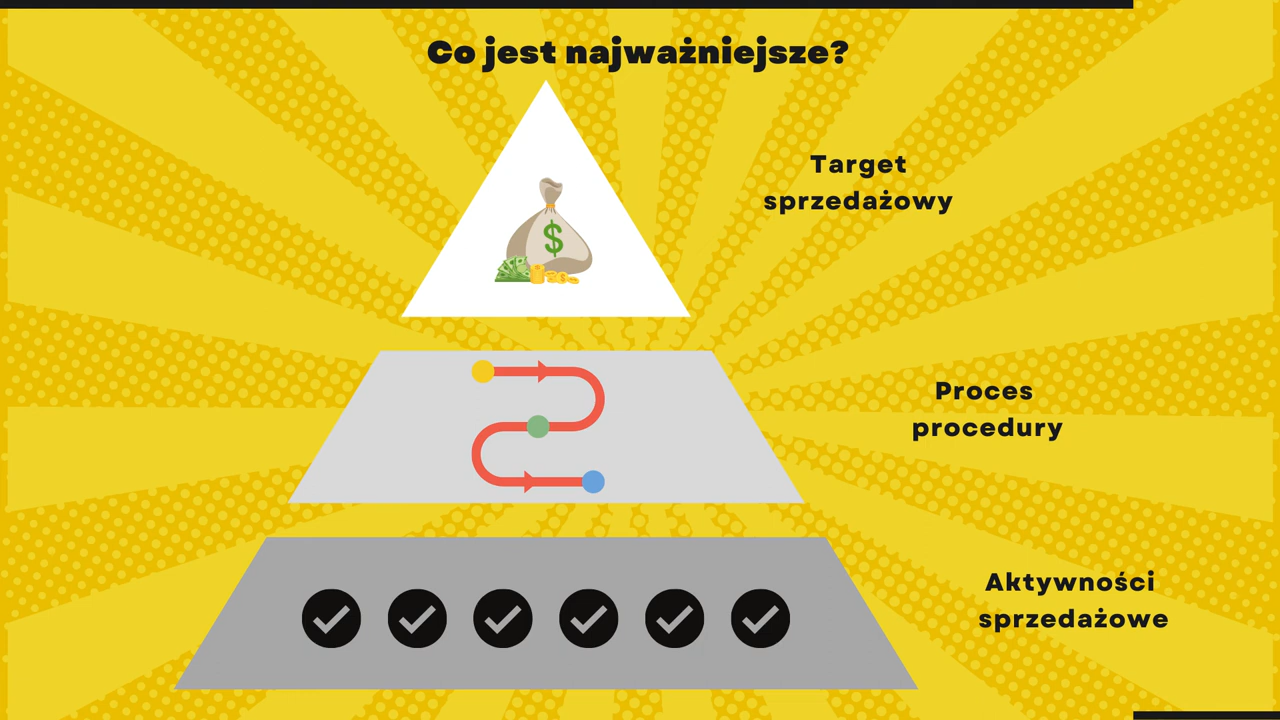 Co jest najważniejsze?
Target
sprzedażowy
$
Proces
procedury
Aktywności
sprzedażowe